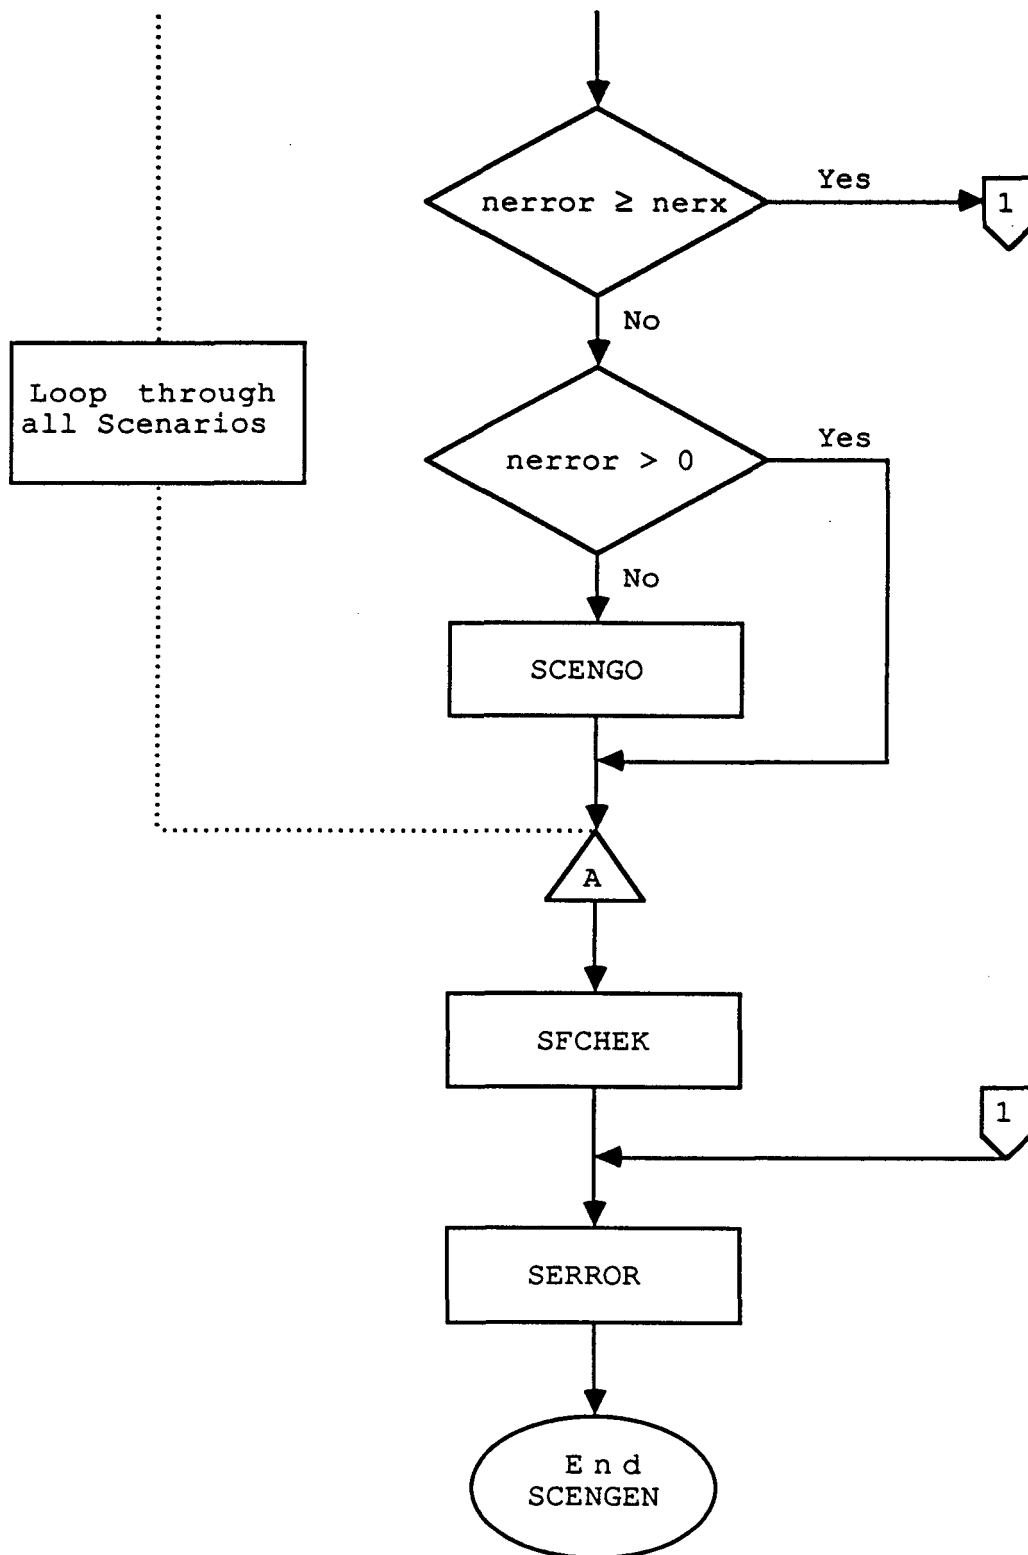 nerror ≥ nerx
Yes
1
No
Loop through
all Scenarios
nerror > 0
Yes
No
SCENGO
A
SFCHEK
1
SERROR
End
SCENGEN